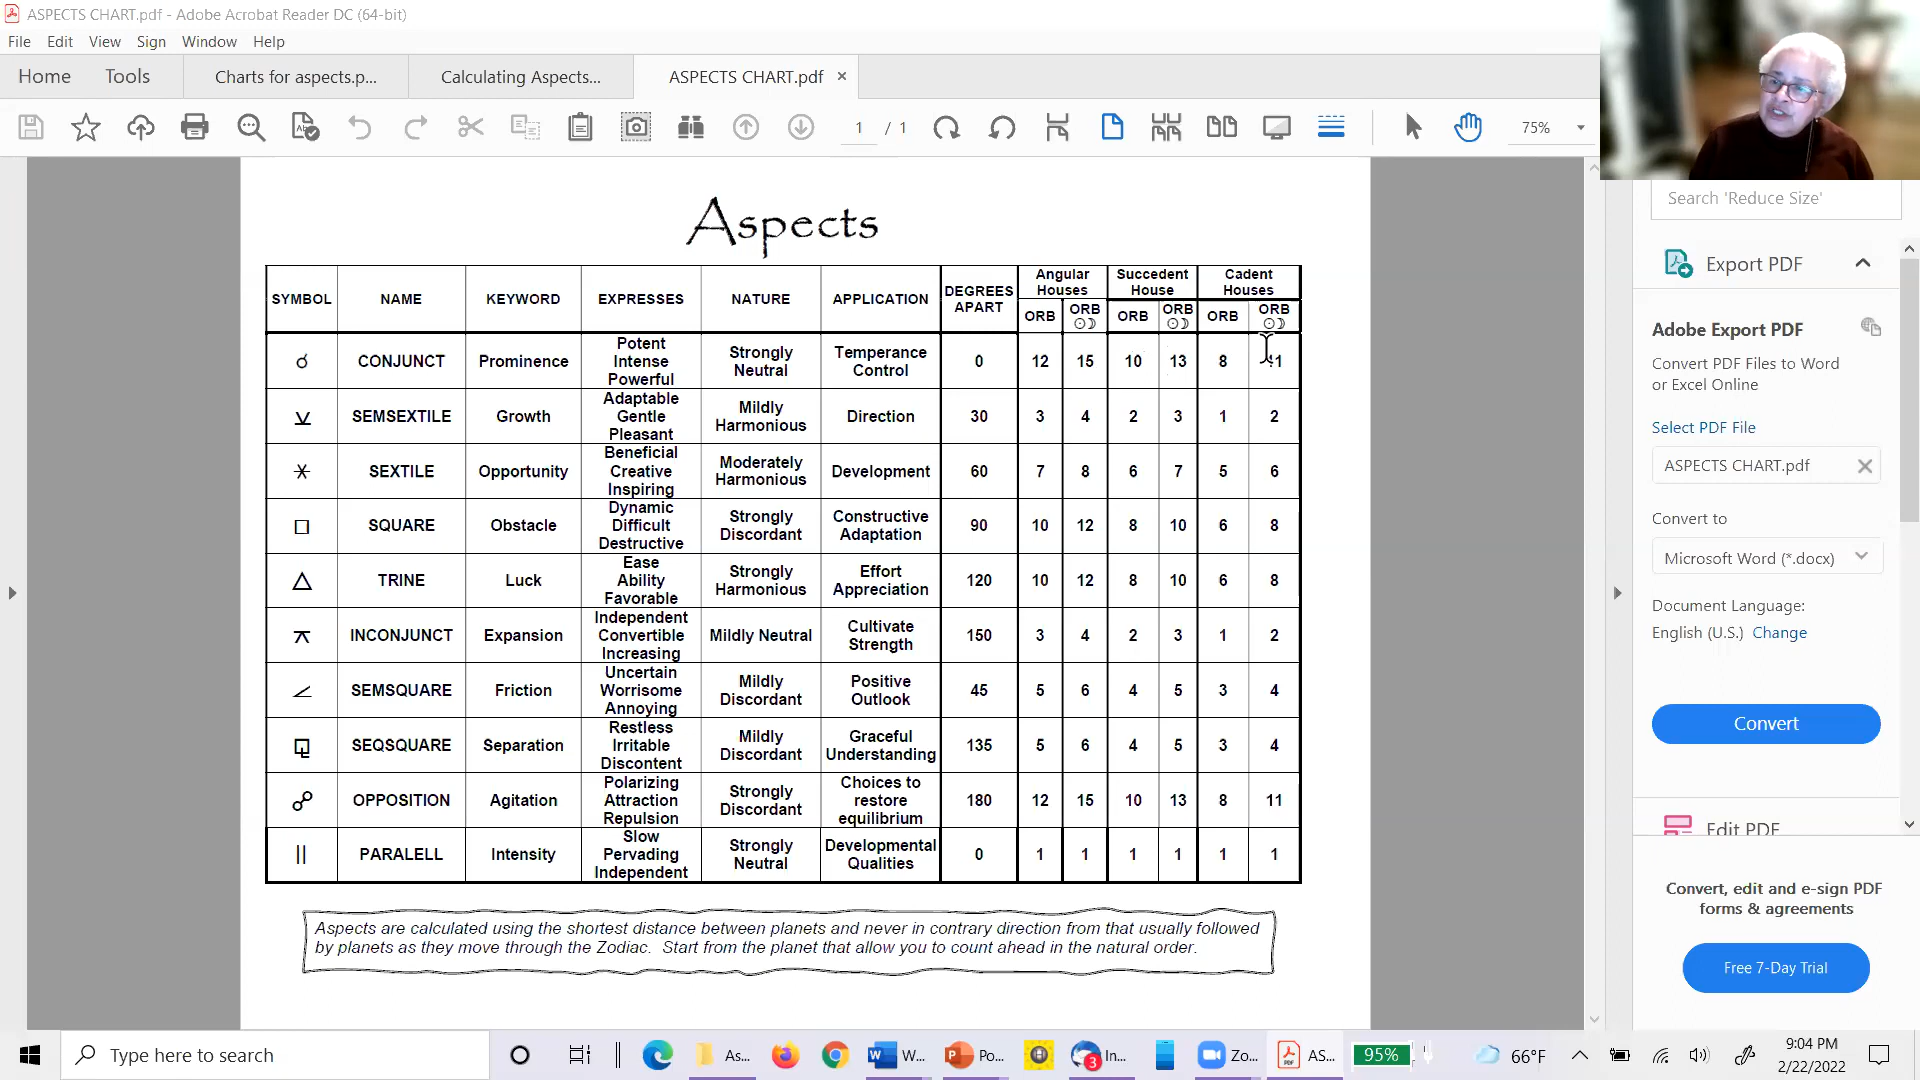 ASPECTS CHART.pdf - Adobe Acrobat Reader DC (64-bit)
File Edit View Sign Window Help
Home Tools Charts for aspects.p... Calculating Aspects... ASPECTS CHART.pdf ×
1 / 1 75%
Search 'Reduce Size'
Export PDF
Adobe Export PDF
Convert PDF Files to Word
or Excel Online
Select PDF File
ASPECTS CHART.pdf
Convert to
Microsoft Word (*.docx)
Document Language:
English (U.S.) Change
Convert
Edit PDF
Convert, edit and e-sign PDF
forms & agreements
Free 7-Day Trial
Aspects
SYMBOL NAME KEYWORD EXPRESSES NATURE APPLICATION DEGREES APART Angular Houses Succedent House Cadent Houses
ORB ORB ☉☽ ORB ORB ☉☽ ORB ORB ☉☽
☌ CONJUNCT Prominence Potent Intense Powerful Strongly Neutral Temperance Control 0 12 15 10 13 8 11
⚺ SEMSEXTILE Growth Adaptable Gentle Pleasant Mildly Harmonious Direction 30 3 4 2 3 1 2
⚹ SEXTILE Opportunity Beneficial Creative Inspiring Moderately Harmonious Development 60 7 8 6 7 5 6
□ SQUARE Obstacle Dynamic Difficult Destructive Strongly Discordant Constructive Adaptation 90 10 12 8 10 6 8
△ TRINE Luck Ease Ability Favorable Strongly Harmonious Effort Appreciation 120 10 12 8 10 6 8
⚻ INCONJUNCT Expansion Independent Convertible Increasing Mildly Neutral Cultivate Strength 150 3 4 2 3 1 2
∠ SEMSQUARE Friction Uncertain Worrisome Annoying Mildly Discordant Positive Outlook 45 5 6 4 5 3 4
⚼ SEQSQUARE Separation Restless Irritable Discontent Mildly Discordant Graceful Understanding 135 5 6 4 5 3 4
☍ OPPOSITION Agitation Polarizing Attraction Repulsion Strongly Discordant Choices to restore equilibrium 180 12 15 10 13 8 11
|| PARALELL Intensity Slow Pervading Independent Strongly Neutral Developmental Qualities 0 1 1 1 1 1 1
Aspects are calculated using the shortest distance between planets and never in contrary direction from that usually followed
by planets as they move through the Zodiac. Start from the planet that allow you to count ahead in the natural order.
Type here to search As... W... Po... 3 In... Zo... AS... 95% 66°F 9:04 PM
2/22/2022